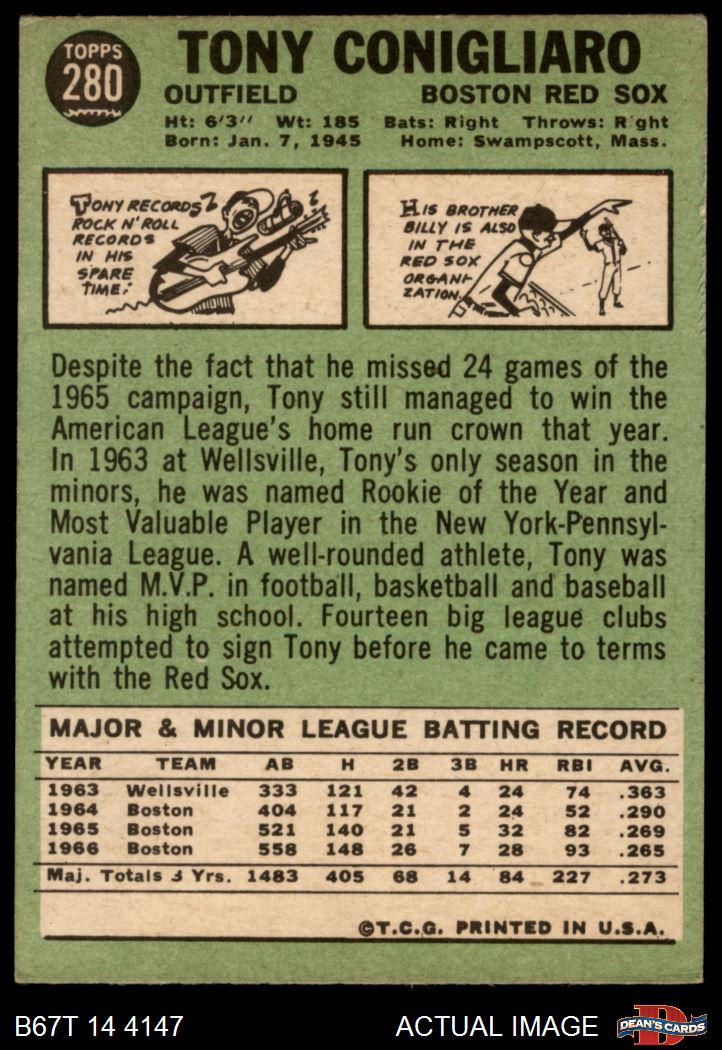 TOPPS
280
TONY CONIGLIARO
OUTFIELD BOSTON RED SOX
Ht: 6'3" Wt: 185 Bats: Right Throws: R ght
Born: Jan. 7, 1945 Home: Swampscott, Mass.
TONY RECORDS
ROCK N' ROLL
RECORDS
IN HIS
SPARE
TIME.
HIS BROTHER
BILLY IS ALSO
IN THE
RED SOX
ORGANI-
ZATION.
Despite the fact that he missed 24 games of the
1965 campaign, Tony still managed to win the
American League's home run crown that year.
In 1963 at Wellsville, Tony's only season in the
minors, he was named Rookie of the Year and
Most Valuable Player in the New York-Pennsyl-
vania League. A well-rounded athlete, Tony was
named M.V.P. in football, basketball and baseball
at his high school. Fourteen big league clubs
attempted to sign Tony before he came to terms
with the Red Sox.
MAJOR & MINOR LEAGUE BATTING RECORD
YEAR TEAM AB H 2B 3B HR RBI AVG.
1963 Wellsville 333 121 42 4 24 74 .363
1964 Boston 404 117 21 2 24 52 .290
1965 Boston 521 140 21 5 32 82 .269
1966 Boston 558 148 26 7 28 93 .265
Maj. Totals 3 Yrs. 1483 405 68 14 84 227 .273
©T.C.G. PRINTED IN U.S.A.
B67T 14 4147 ACTUAL IMAGE
DEAN'S CARDS